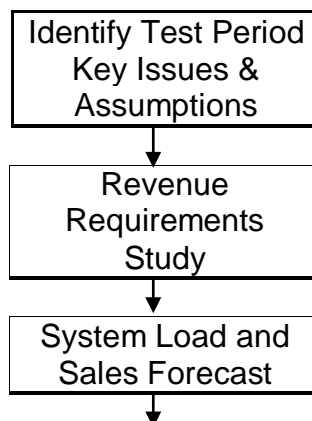 Identify Test Period
Key Issues &
Assumptions
Revenue
Requirements
Study
System Load and
Sales Forecast